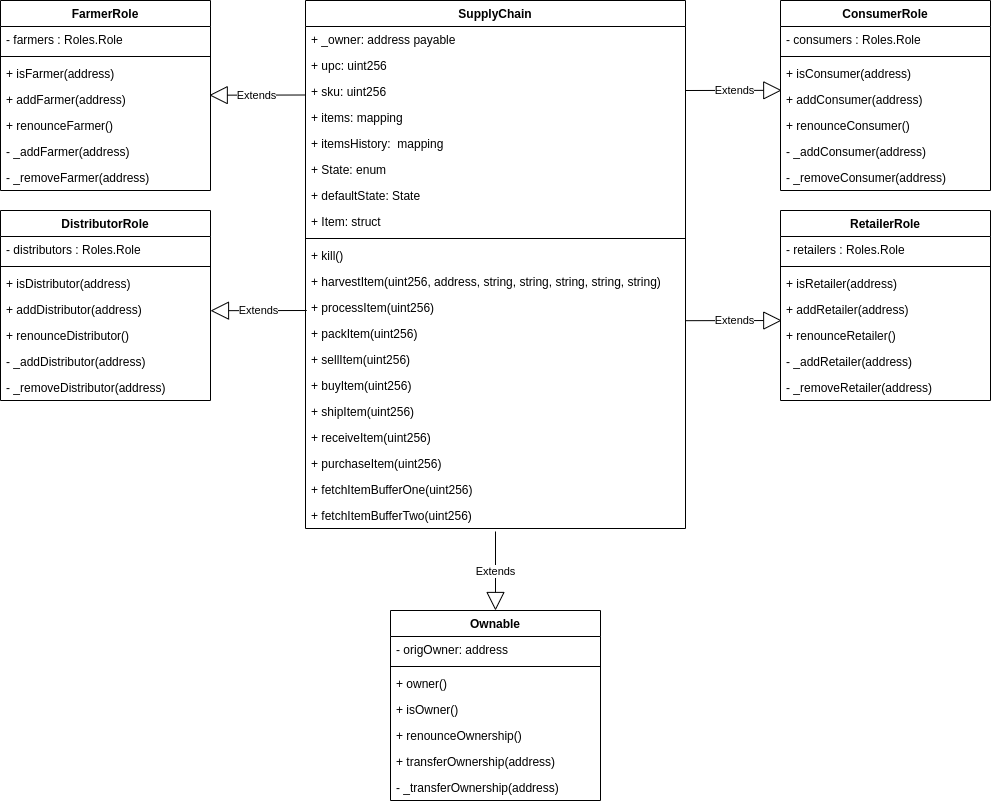 FarmerRole
- farmers : Roles.Role
+ isFarmer(address)
+ addFarmer(address)
+ renounceFarmer()
- _addFarmer(address)
- _removeFarmer(address)
DistributorRole
- distributors : Roles.Role
+ isDistributor(address)
+ addDistributor(address)
+ renounceDistributor()
- _addDistributor(address)
- _removeDistributor(address)
Extends
Extends
SupplyChain
+ _owner: address payable
+ upc: uint256
+ sku: uint256
+ items: mapping
+ itemsHistory:  mapping
+ State: enum
+ defaultState: State
+ Item: struct
+ kill()
+ harvestItem(uint256, address, string, string, string, string, string)
+ processItem(uint256)
+ packItem(uint256)
+ sellItem(uint256)
+ buyItem(uint256)
+ shipItem(uint256)
+ receiveItem(uint256)
+ purchaseItem(uint256)
+ fetchItemBufferOne(uint256)
+ fetchItemBufferTwo(uint256)
Extends
Extends
ConsumerRole
- consumers : Roles.Role
+ isConsumer(address)
+ addConsumer(address)
+ renounceConsumer()
- _addConsumer(address)
- _removeConsumer(address)
RetailerRole
- retailers : Roles.Role
+ isRetailer(address)
+ addRetailer(address)
+ renounceRetailer()
- _addRetailer(address)
- _removeRetailer(address)
Extends
Ownable
- origOwner: address
+ owner()
+ isOwner()
+ renounceOwnership()
+ transferOwnership(address)
- _transferOwnership(address)